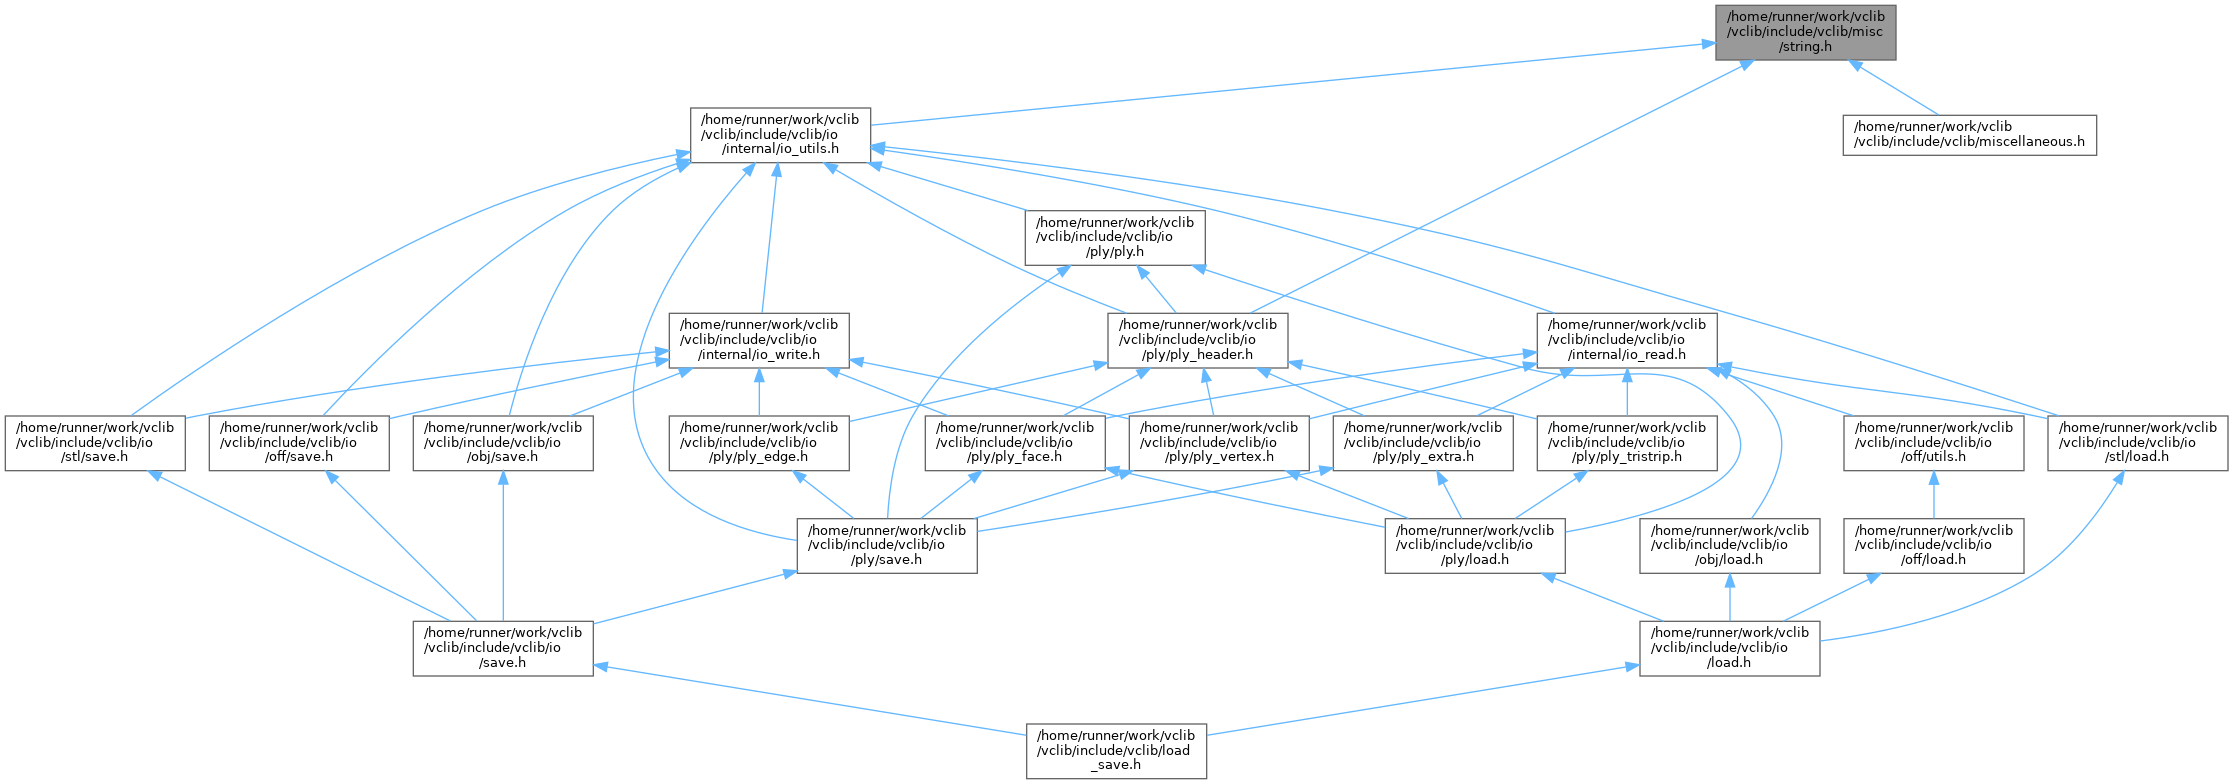 /home/runner/work/vclib
/vclib/include/vclib/misc
/string.h
/home/runner/work/vclib
/vclib/include/vclib/io
/internal/io_utils.h
/home/runner/work/vclib
/vclib/include/vclib/miscellaneous.h
/home/runner/work/vclib
/vclib/include/vclib/io
/ply/ply.h
/home/runner/work/vclib
/vclib/include/vclib/io
/internal/io_write.h
/home/runner/work/vclib
/vclib/include/vclib/io
/ply/ply_header.h
/home/runner/work/vclib
/vclib/include/vclib/io
/internal/io_read.h
/home/runner/work/vclib
/vclib/include/vclib/io
/stl/save.h
/home/runner/work/vclib
/vclib/include/vclib/io
/off/save.h
/home/runner/work/vclib
/vclib/include/vclib/io
/obj/save.h
/home/runner/work/vclib
/vclib/include/vclib/io
/ply/ply_edge.h
/home/runner/work/vclib
/vclib/include/vclib/io
/ply/ply_face.h
/home/runner/work/vclib
/vclib/include/vclib/io
/ply/ply_vertex.h
/home/runner/work/vclib
/vclib/include/vclib/io
/ply/ply_extra.h
/home/runner/work/vclib
/vclib/include/vclib/io
/ply/ply_tristrip.h
/home/runner/work/vclib
/vclib/include/vclib/io
/off/utils.h
/home/runner/work/vclib
/vclib/include/vclib/io
/stl/load.h
/home/runner/work/vclib
/vclib/include/vclib/io
/ply/save.h
/home/runner/work/vclib
/vclib/include/vclib/io
/ply/load.h
/home/runner/work/vclib
/vclib/include/vclib/io
/obj/load.h
/home/runner/work/vclib
/vclib/include/vclib/io
/off/load.h
/home/runner/work/vclib
/vclib/include/vclib/io
/save.h
/home/runner/work/vclib
/vclib/include/vclib/io
/load.h
/home/runner/work/vclib
/vclib/include/vclib/load
_save.h